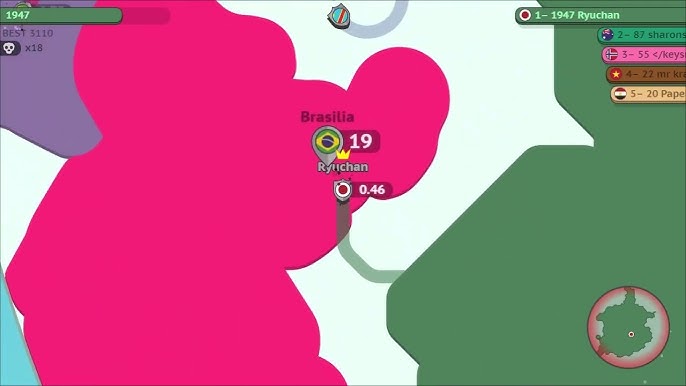 1947
BEST 3110
x18
1– 1947 Ryuchan
2– 87 sharons
3– 55 </keys
4– 22 mr kra
5– 20 Pape
Brasilia
19
Ryuchan
0.46